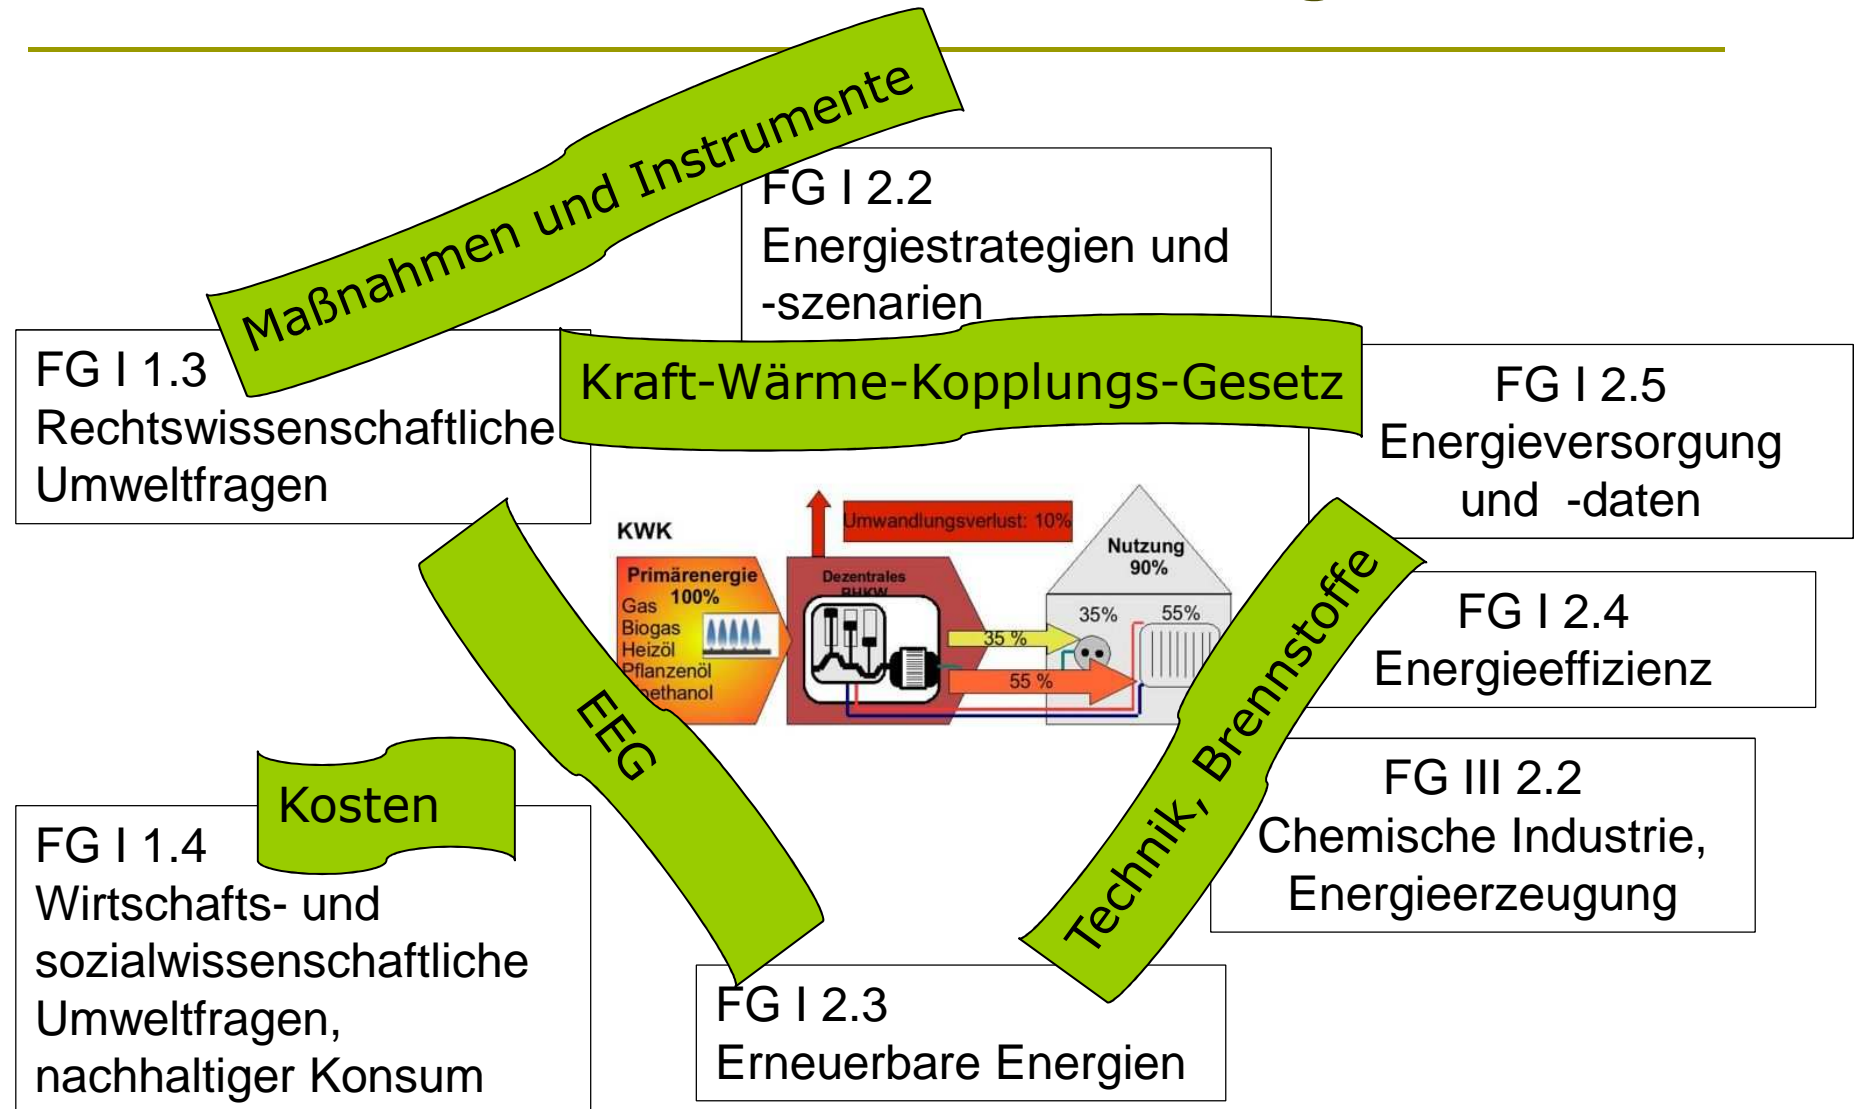 Maßnahmen und Instrumente
FG I 2.2
Energiestrategien und
-szenarien
FG I 1.3
Rechtswissenschaftliche
Umweltfragen
Kraft-Wärme-Kopplungs-Gesetz
FG I 2.5
Energieversorgung
und -daten
KWK
Umwandlungsverlust: 10%
Primärenergie
100%
Gas
Biogas
Heizöl
Pflanzenöl
Dezentrales
BHKW
35 %
55 %
Nutzung
90%
35%
55%
FG I 2.4
Energieeffizienz
EEG
Technik, Brennstoffe
FG III 2.2
Chemische Industrie,
Energieerzeugung
Kosten
FG I 1.4
Wirtschafts- und
sozialwissenschaftliche
Umweltfragen,
nachhaltiger Konsum
FG I 2.3
Erneuerbare Energien